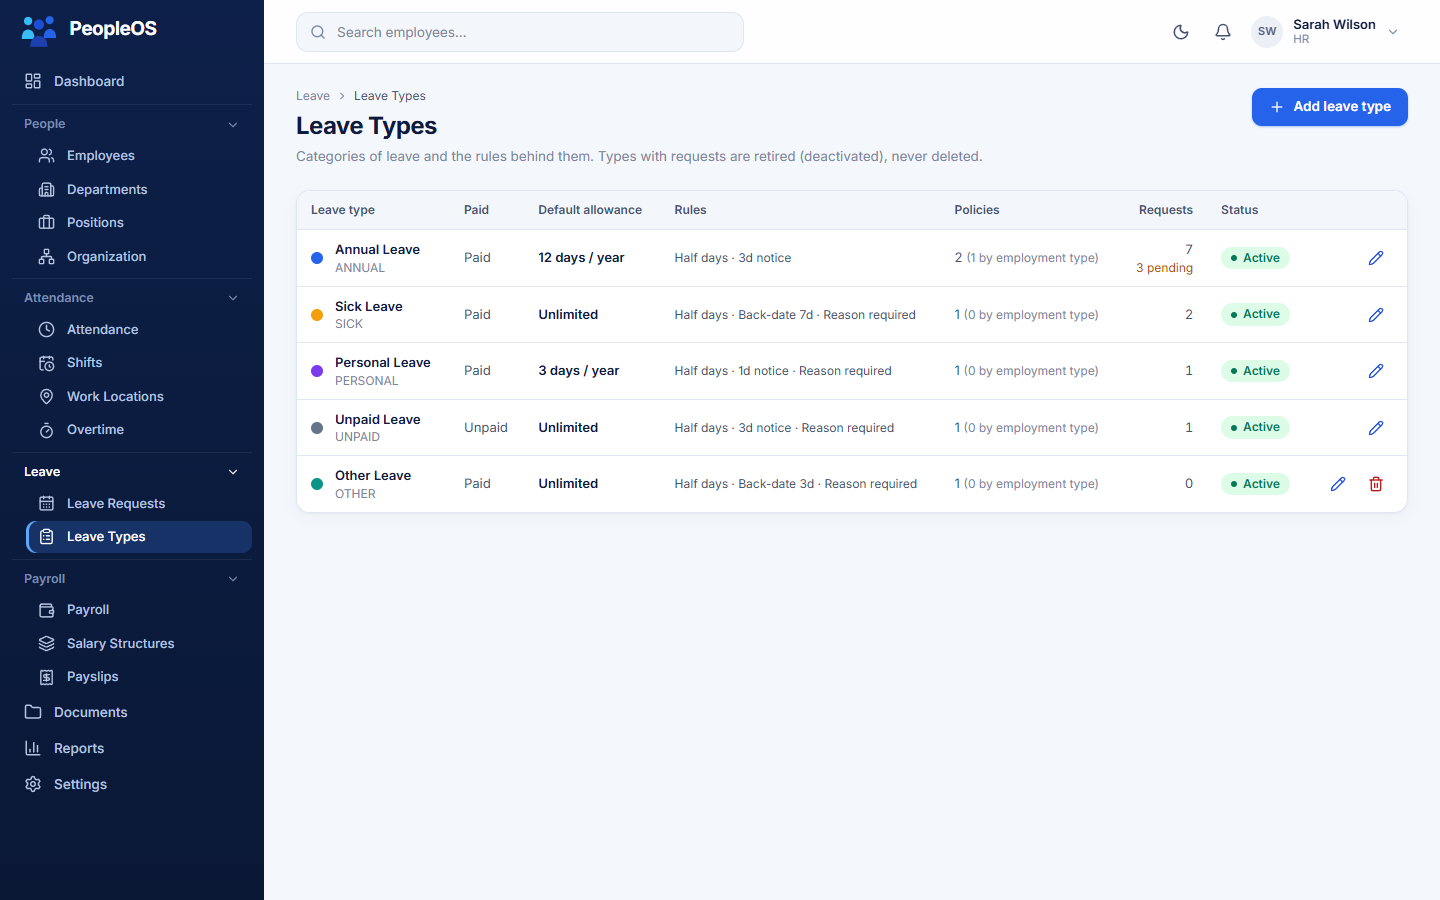 PeopleOS
Search employees...
SW
Sarah Wilson
HR
Dashboard
People
Employees
Departments
Positions
Organization
Attendance
Attendance
Shifts
Work Locations
Overtime
Leave
Leave Requests
Leave Types
Payroll
Payroll
Salary Structures
Payslips
Documents
Reports
Settings
Leave > Leave Types
Leave Types
Categories of leave and the rules behind them. Types with requests are retired (deactivated), never deleted.
+ Add leave type
Leave type Paid Default allowance Rules Policies Requests Status
Annual Leave
ANNUAL
Paid 12 days / year Half days · 3d notice 2 (1 by employment type) 7
3 pending
Active
Sick Leave
SICK
Paid Unlimited Half days · Back-date 7d · Reason required 1 (0 by employment type) 2 Active
Personal Leave
PERSONAL
Paid 3 days / year Half days · 1d notice · Reason required 1 (0 by employment type) 1 Active
Unpaid Leave
UNPAID
Unpaid Unlimited Half days · 3d notice · Reason required 1 (0 by employment type) 1 Active
Other Leave
OTHER
Paid Unlimited Half days · Back-date 3d · Reason required 1 (0 by employment type) 0 Active